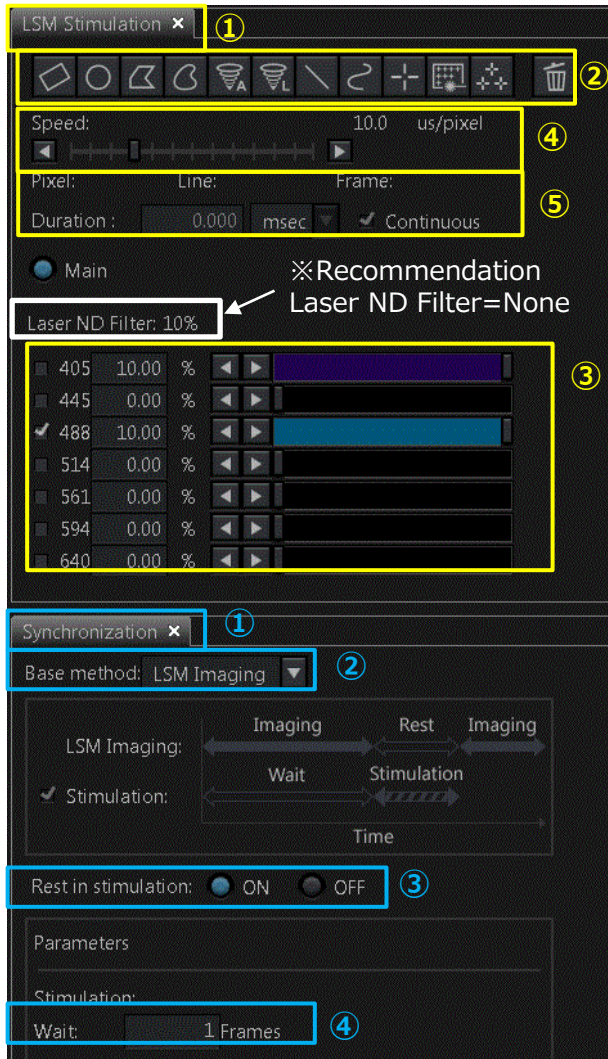 LSM Stimulation × ①
A L ②
Speed: 10.0 us/pixel ④
Pixel: Line: Frame:
Duration : 0.000 msec Continuous ⑤
Main
※Recommendation
Laser ND Filter=None
Laser ND Filter: 10%
③
405 10.00 %
445 0.00 %
488 10.00 %
514 0.00 %
561 0.00 %
594 0.00 %
640 0.00 %
Synchronization × ①
Base method: LSM Imaging ②
Imaging Rest Imaging
LSM Imaging:
Wait Stimulation
Stimulation:
Time
Rest in stimulation: ON OFF ③
Parameters
Stimulation:
Wait: 1 Frames ④